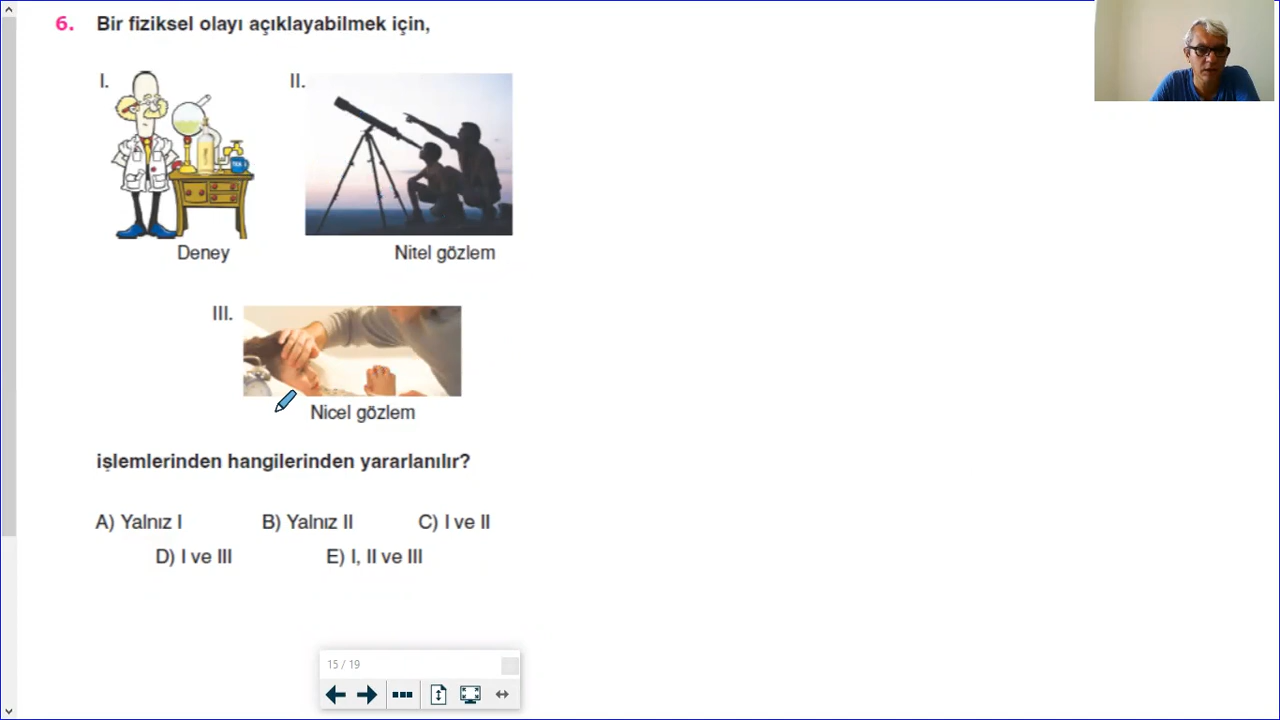 6. Bir fiziksel olayı açıklayabilmek için,
I.
II.
Deney
Nitel gözlem
III.
Nicel gözlem
işlemlerinden hangilerinden yararlanılır?
A) Yalnız I B) Yalnız II C) I ve II
D) I ve III E) I, II ve III
15 / 19